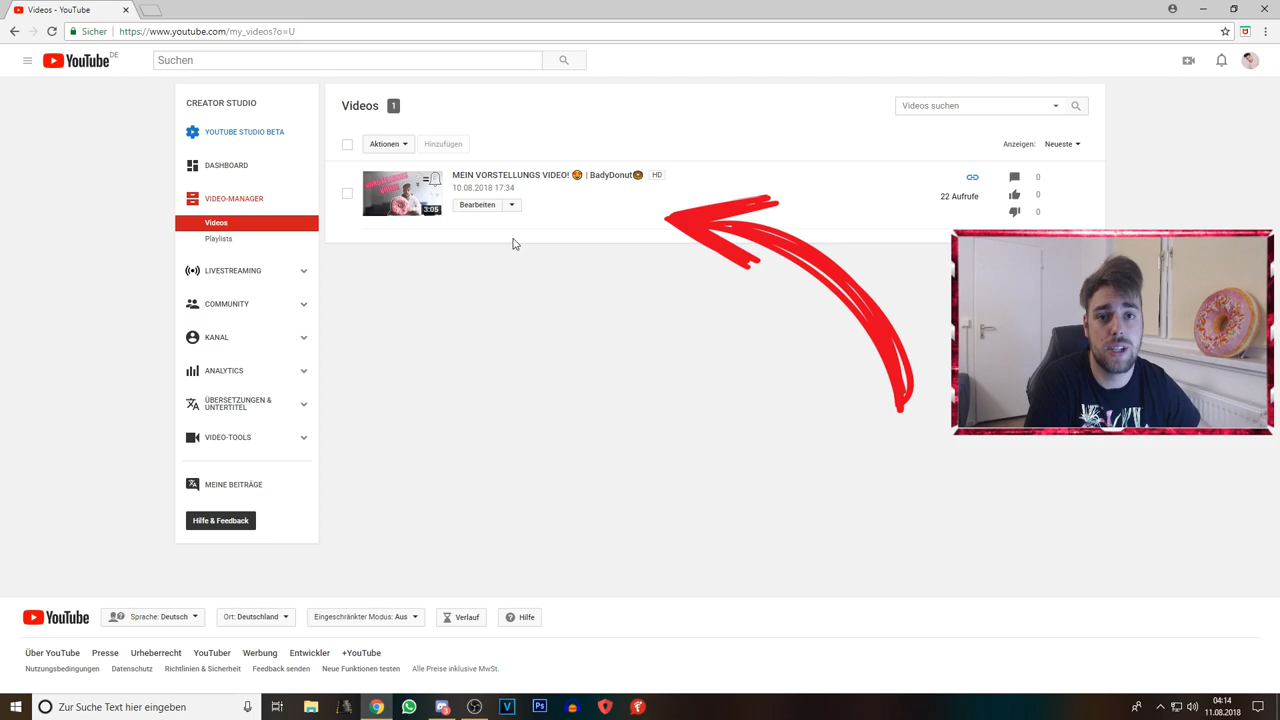 Videos - YouTube
Sicher
https://www.youtube.com/my_videos?o=U
YouTube DE
Suchen
CREATOR STUDIO
YOUTUBE STUDIO BETA
DASHBOARD
VIDEO-MANAGER
Videos
Playlists
LIVESTREAMING
COMMUNITY
KANAL
ANALYTICS
ÜBERSETZUNGEN &
UNTERTITEL
VIDEO-TOOLS
MEINE BEITRÄGE
Hilfe & Feedback
Videos 1
Videos suchen
Aktionen
Hinzufügen
Anzeigen: Neueste
VORSTELLUNGS
VIDEO
3:05
MEIN VORSTELLUNGS VIDEO! 🤩 | BadyDonut🍩 HD
10.08.2018 17:34
Bearbeiten
0
22 Aufrufe
0
0
YouTube
Sprache: Deutsch
Ort: Deutschland
Eingeschränkter Modus: Aus
Verlauf
Hilfe
Über YouTube Presse Urheberrecht YouTuber Werbung Entwickler +YouTube
Nutzungsbedingungen Datenschutz Richtlinien & Sicherheit Feedback senden Neue Funktionen testen Alle Preise inklusive MwSt.
Zur Suche Text hier eingeben
04:14
11.08.2018